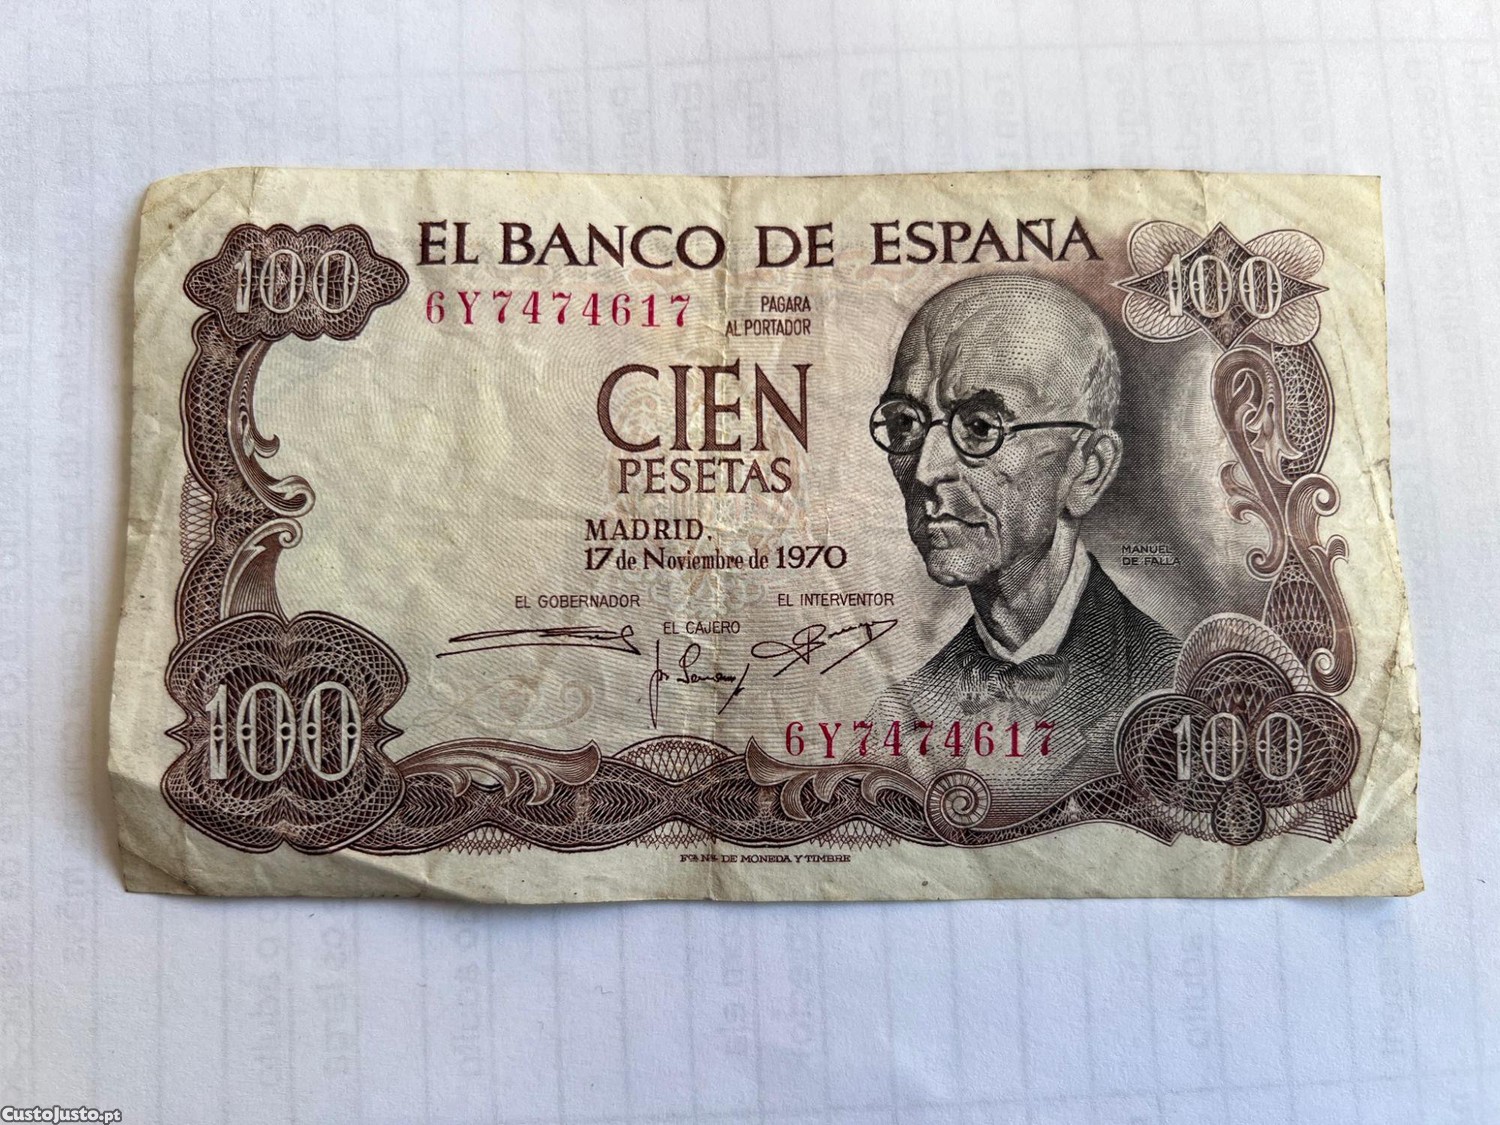 100
EL BANCO DE ESPAÑA
100
6Y7474617
PAGARA
AL PORTADOR
CIEN
PESETAS
MADRID,
17 de Noviembre de 1970
MANUEL
DE FALLA
EL GOBERNADOR
EL INTERVENTOR
EL CAJERO
100
6Y7474617
100
Fca. Nal. DE MONEDA Y TIMBRE
CustoJusto.pt